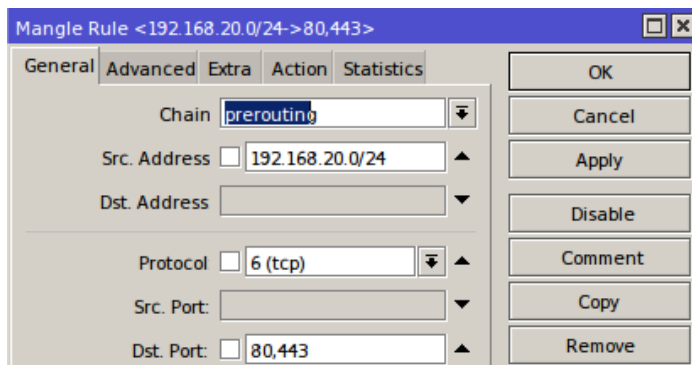 Mangle Rule <192.168.20.0/24->80,443>
General Advanced Extra Action Statistics
OK
Chain prerouting
Cancel
Src. Address 192.168.20.0/24
Apply
Dst. Address
Disable
Protocol 6 (tcp)
Comment
Src. Port:
Copy
Dst. Port: 80,443
Remove